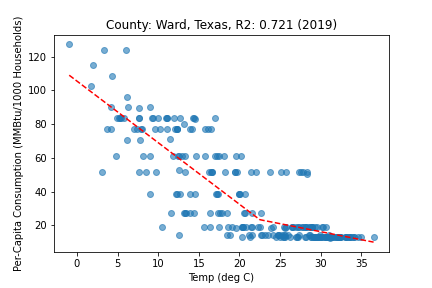 County: Ward, Texas, R2: 0.721 (2019)
Per-Capita Consumption (MMBtu/1000 Households)
120
100
80
60
40
20
0 5 10 15 20 25 30 35
Temp (deg C)